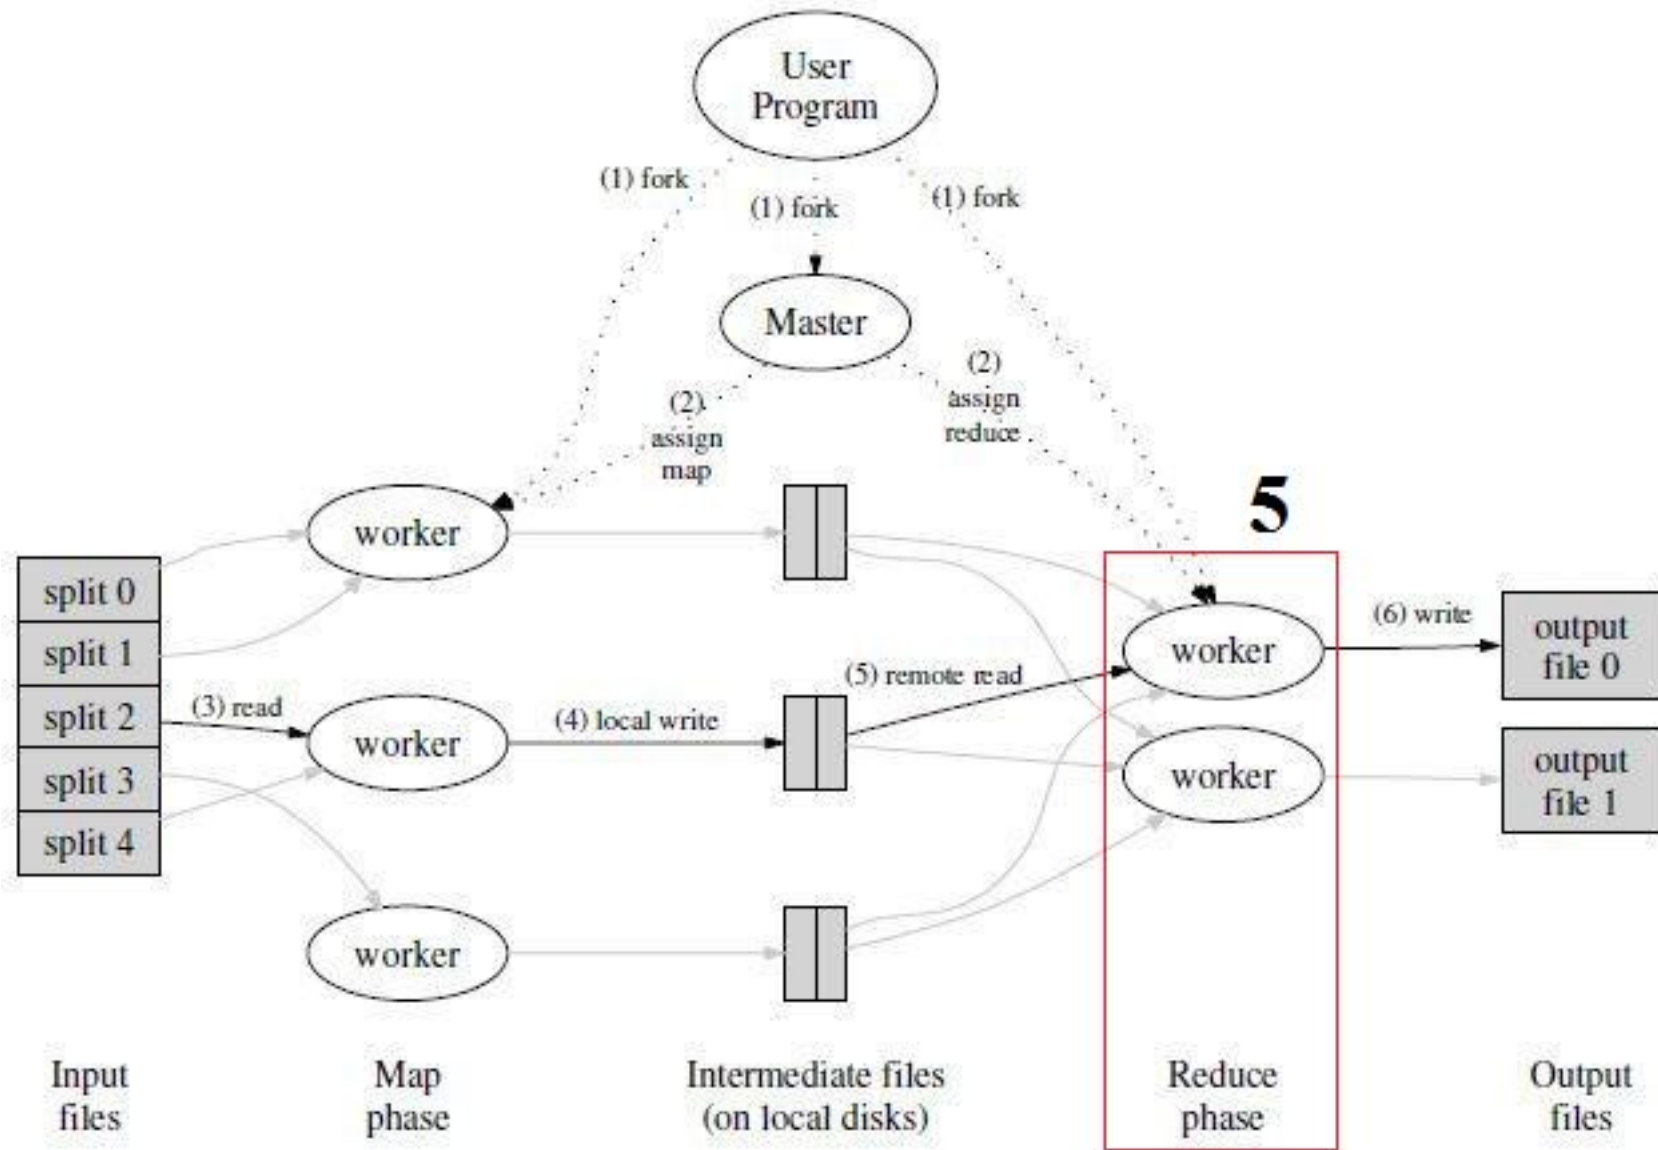 User
Program
(1) fork
(1) fork
(1) fork
Master
(2)
assign
map
(2)
assign
reduce
5
split 0
split 1
split 2
split 3
split 4
(3) read
worker
worker
worker
(4) local write
(5) remote read
worker
worker
(6) write
output
file 0
output
file 1
Input
files
Map
phase
Intermediate files
(on local disks)
Reduce
phase
Output
files